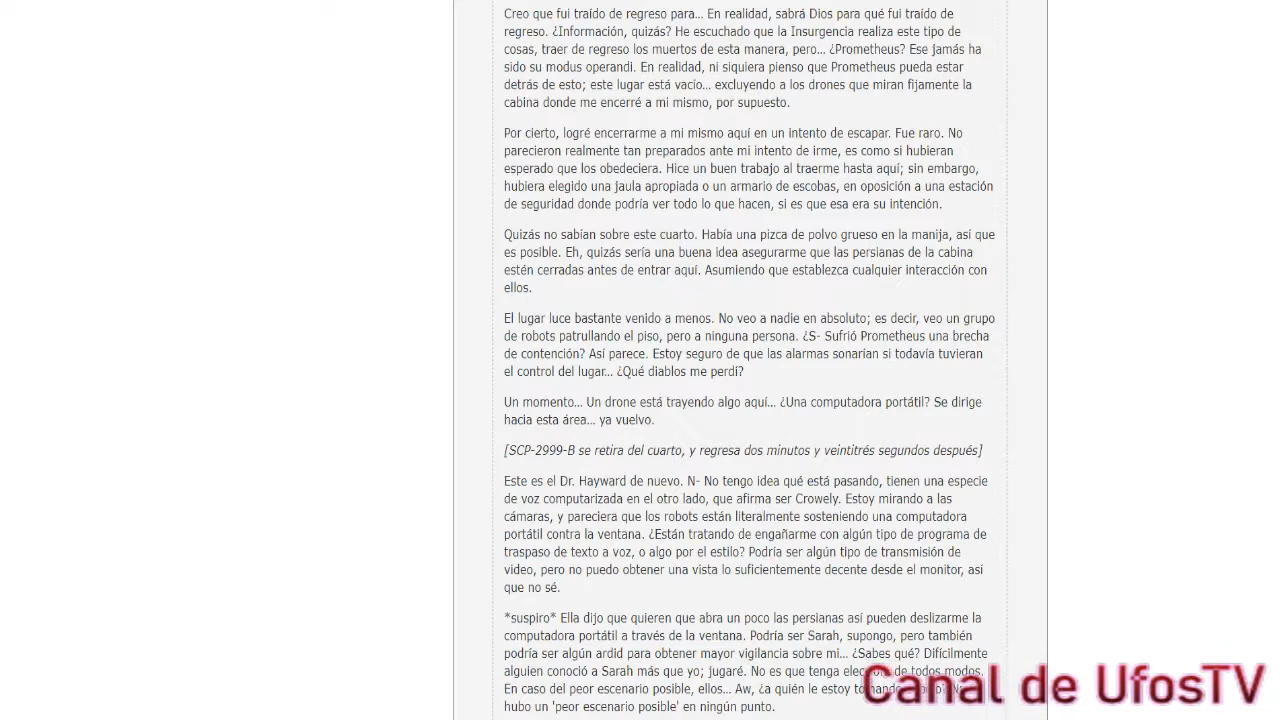 Creo que fui traído de regreso para... En realidad, sabrá Dios para qué fui traído de
regreso. ¿Información, quizás? He escuchado que la Insurgencia realiza este tipo de
cosas, traer de regreso los muertos de esta manera, pero... ¿Prometheus? Ese jamás ha
sido su modus operandi. En realidad, ni siquiera pienso que Prometheus pueda estar
detrás de esto; este lugar está vacío... excluyendo a los drones que miran fijamente la
cabina donde me encerré a mi mismo, por supuesto.
Por cierto, logré encerrarme a mi mismo aquí en un intento de escapar. Fue raro. No
parecieron realmente tan preparados ante mi intento de irme, es como si hubieran
esperado que los obedeciera. Hice un buen trabajo al traerme hasta aquí; sin embargo,
hubiera elegido una jaula apropiada o un armario de escobas, en oposición a una estación
de seguridad donde podría ver todo lo que hacen, si es que esa era su intención.
Quizás no sabían sobre este cuarto. Había una pizca de polvo grueso en la manija, así que
es posible. Eh, quizás sería una buena idea asegurarme que las persianas de la cabina
estén cerradas antes de entrar aquí. Asumiendo que establezca cualquier interacción con
ellos.
El lugar luce bastante venido a menos. No veo a nadie en absoluto; es decir, veo un grupo
de robots patrullando el piso, pero a ninguna persona. ¿S- Sufrió Prometheus una brecha
de contención? Así parece. Estoy seguro de que las alarmas sonarían si todavía tuvieran
el control del lugar... ¿Qué diablos me perdí?
Un momento... Un drone está trayendo algo aquí... ¿Una computadora portátil? Se dirige
hacia esta área... ya vuelvo.
[SCP-2999-B se retira del cuarto, y regresa dos minutos y veintitrés segundos después]
Este es el Dr. Hayward de nuevo. N- No tengo idea qué está pasando, tienen una especie
de voz computarizada en el otro lado, que afirma ser Crowely. Estoy mirando a las
cámaras, y pareciera que los robots están literalmente sosteniendo una computadora
portátil contra la ventana. ¿Están tratando de engañarme con algún tipo de programa de
traspaso de texto a voz, o algo por el estilo? Podría ser algún tipo de transmisión de
video, pero no puedo obtener una vista lo suficientemente decente desde el monitor, así
que no sé.
*suspiro* Ella dijo que quieren que abra un poco las persianas así pueden deslizarme la
computadora portátil a través de la ventana. Podría ser Sarah, supongo, pero también
podría ser algún ardid para obtener mayor vigilancia sobre mi... ¿Sabes qué? Difícilmente
alguien conoció a Sarah más que yo; jugaré. No es que tenga de todos modos.
En caso del peor escenario posible, ellos... Aw, ¿a quién le estoy
hubo un 'peor escenario posible' en ningún punto.
Canal de UfosTV